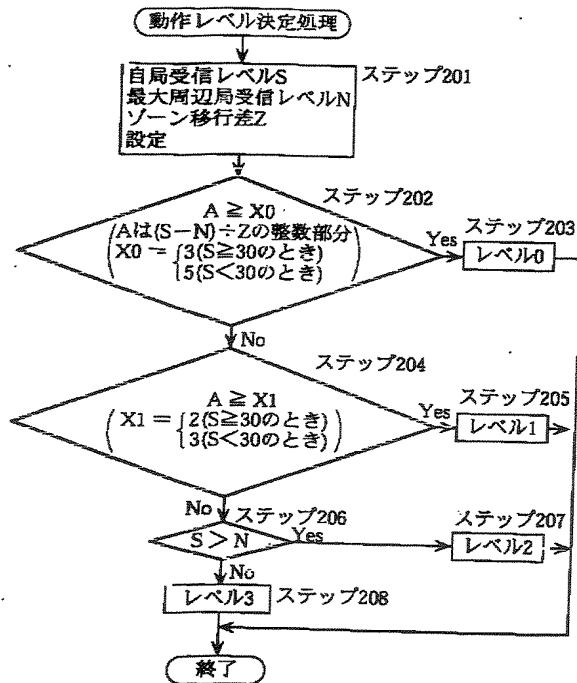 動作レベル決定処理
自局受信レベルS
最大周辺局受信レベルN
ゾーン移行差Z
設定
ステップ201
ステップ202
A ≧ X0
Aは(S－N)÷Zの整数部分
X0 = 3(S≧30のとき)
5(S＜30のとき)
Yes
ステップ203
レベル0
No
ステップ204
A ≧ X1
X1 = 2(S≧30のとき)
3(S＜30のとき)
Yes
ステップ205
レベル1
No
ステップ206
S ＞ N
Yes
ステップ207
レベル2
No
レベル3
ステップ208
終了